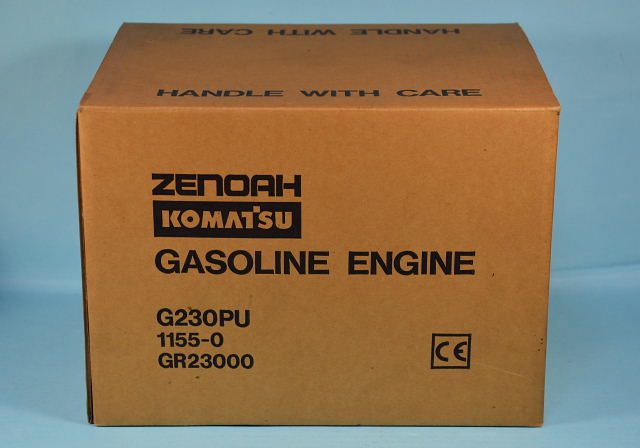 HANDLE WITH CARE
HANDLE WITH CARE
ZENOAH
KOMATSU
GASOLINE ENGINE
G230PU
1155-0
GR23000
CE